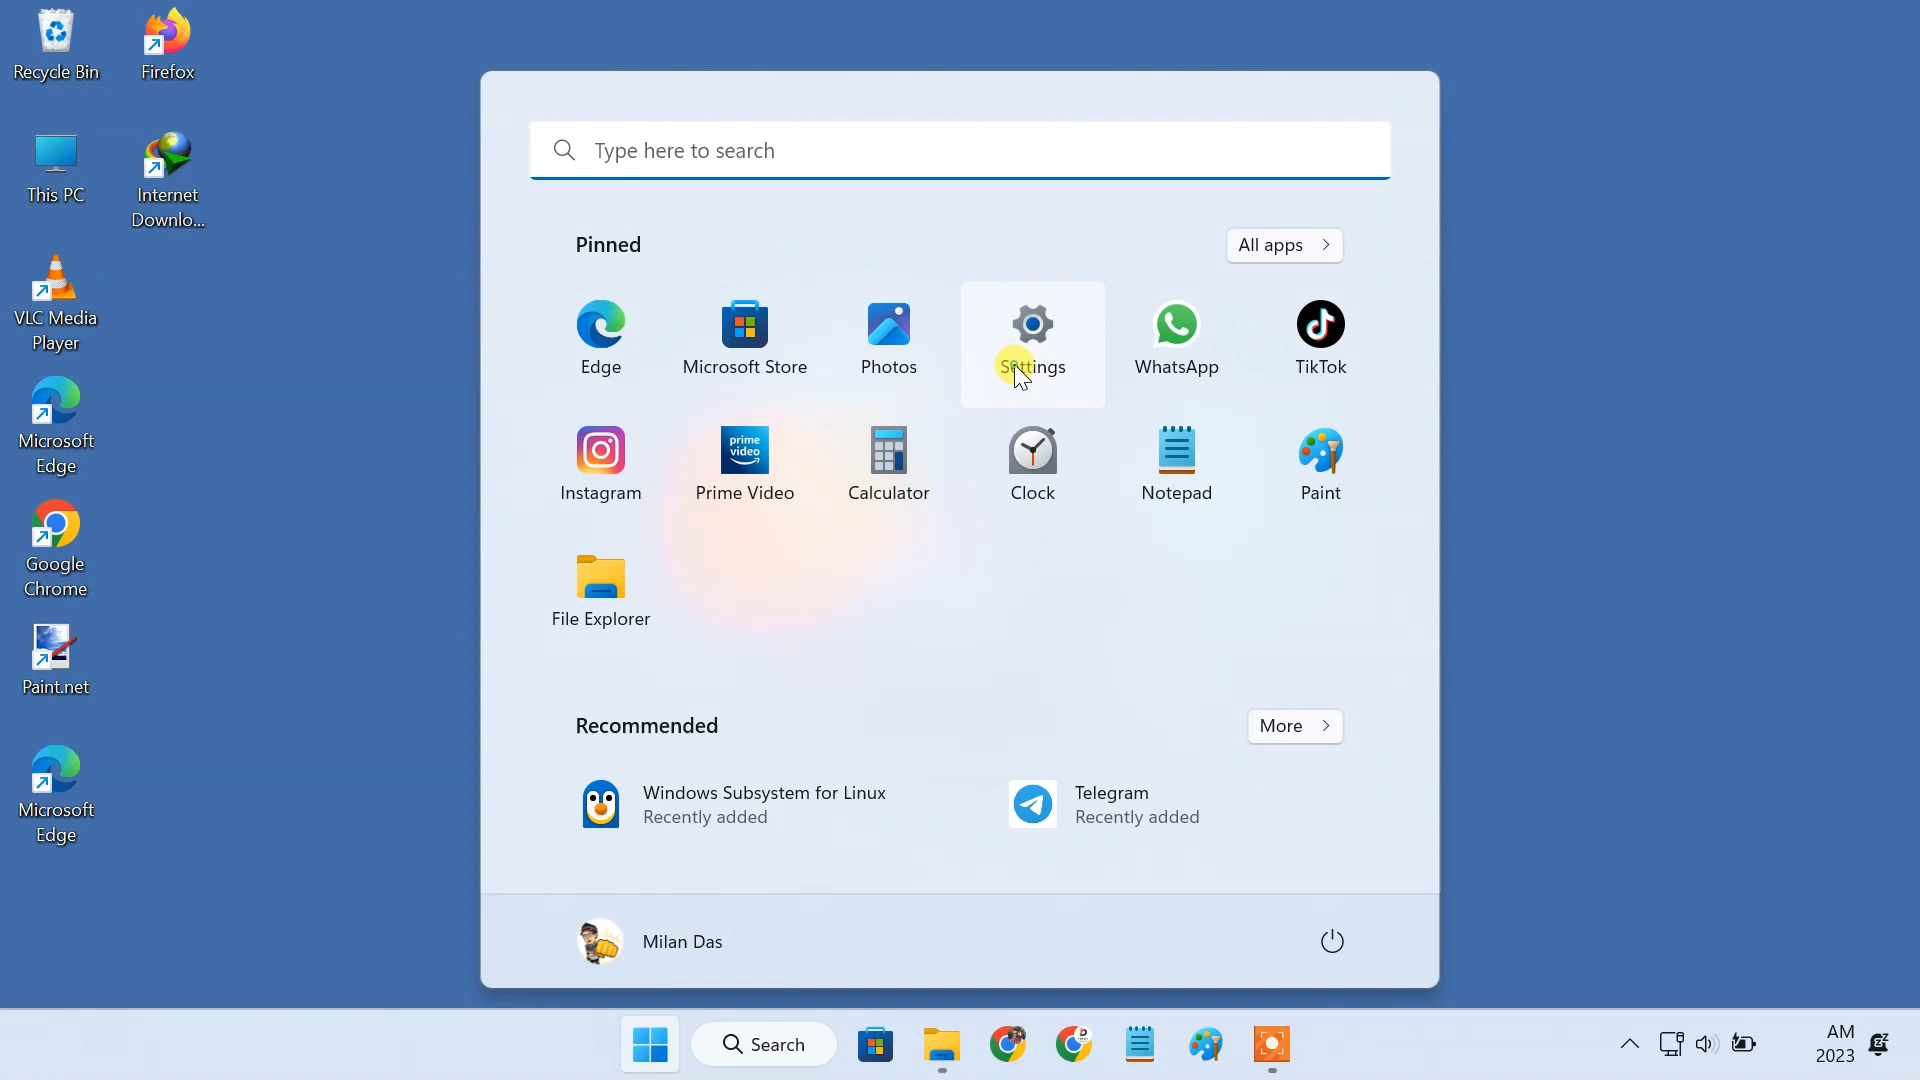 Recycle Bin
Firefox
This PC
Internet
Downlo...
VLC Media
Player
Microsoft
Edge
Google
Chrome
Paint.net
Microsoft
Edge
Type here to search
Pinned
All apps
Edge
Microsoft Store
Photos
Settings
WhatsApp
TikTok
prime
video
Instagram
Prime Video
Calculator
Clock
Notepad
Paint
File Explorer
Recommended
More
Windows Subsystem for Linux
Recently added
Telegram
Recently added
Milan Das
Search
AM
2023